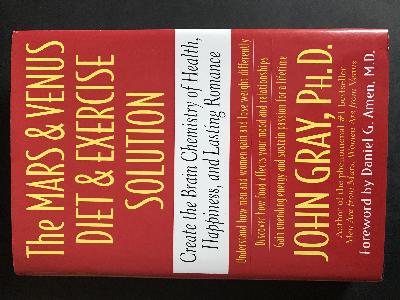 The MARS & VENUS
DIET & EXERCISE
SOLUTION
Create the Brain Chemistry of Health,
Happiness, and Lasting Romance
Understand how men and women gain and lose weight differently
Discover how food affects your mood and relationships
Gain unending energy and sustain passion for a lifetime
JOHN GRAY, PH.D.
Author of the phenomenal #1 bestseller
Men Are from Mars, Women Are from Venus
Foreword by Daniel G. Amen, M.D.